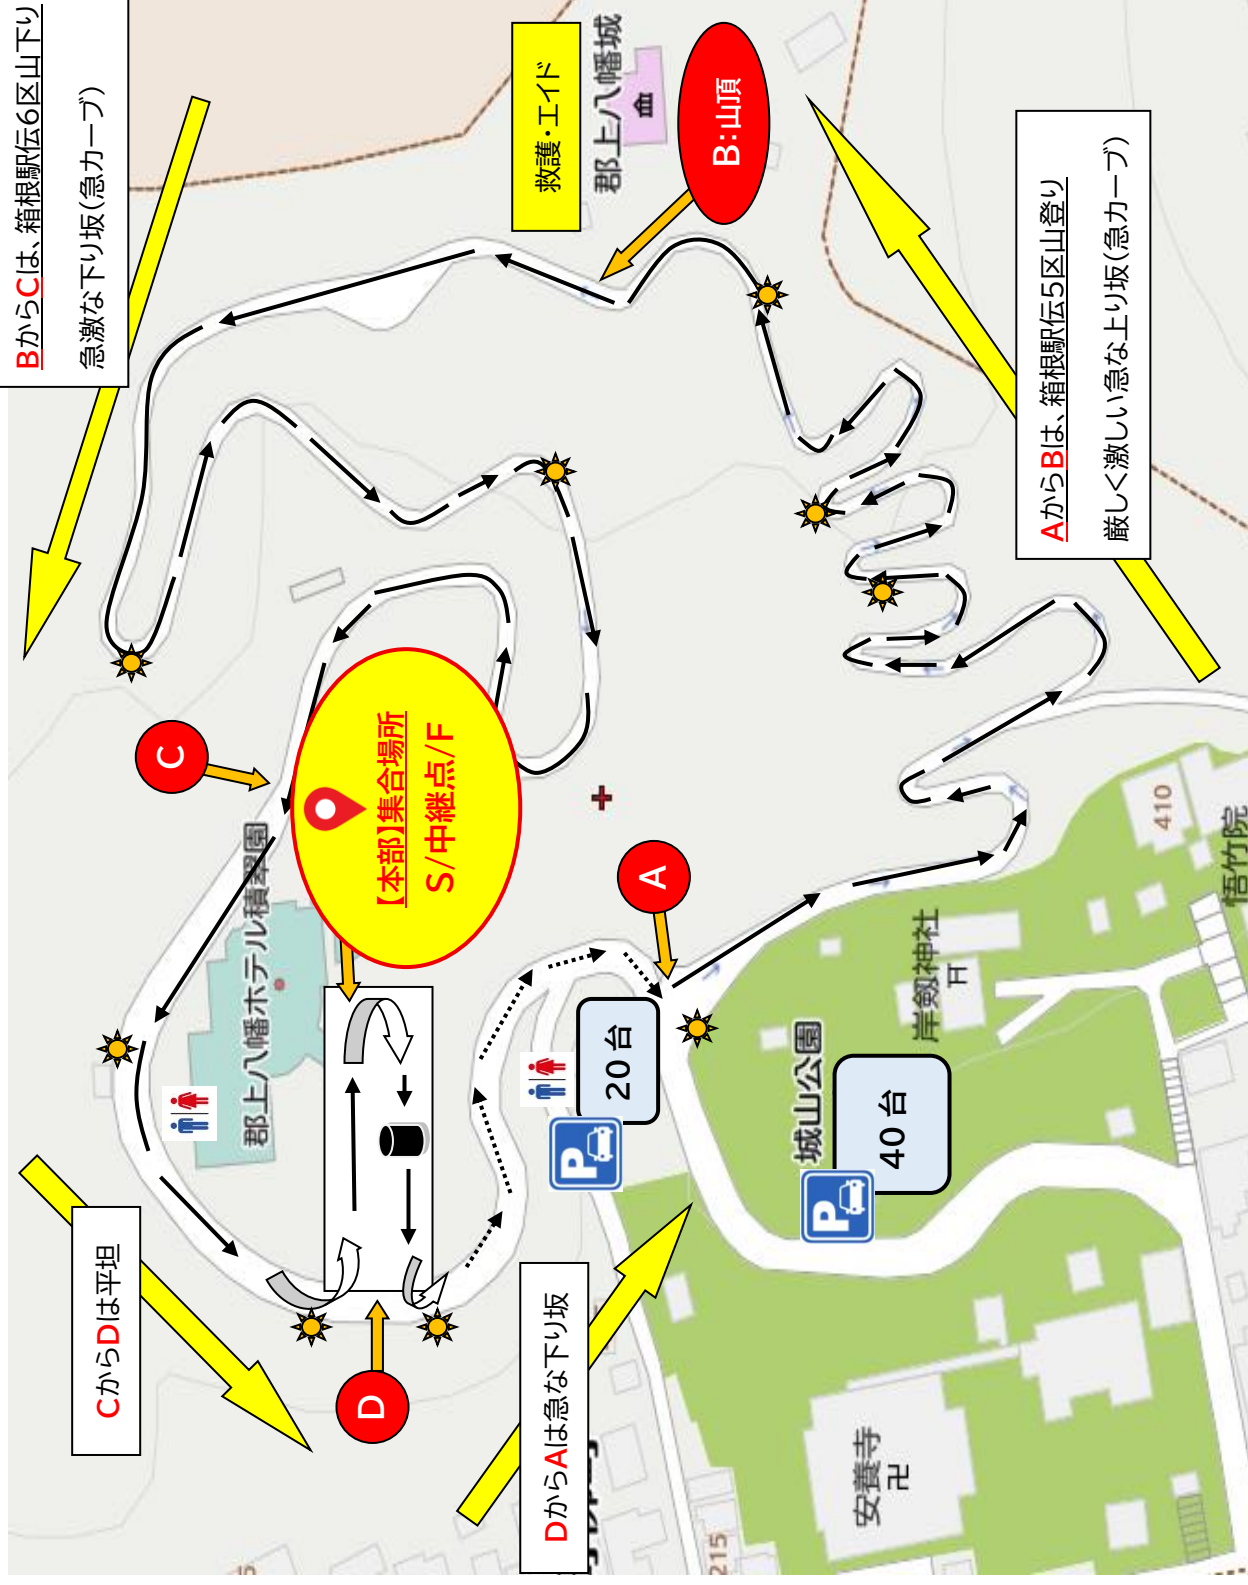 BからCは、箱根駅伝6区山下り
急激な下り坂(急カーブ)
救護・エイド
郡上八幡城
B:山頂
AからBは、箱根駅伝5区山登り
厳しく激しい急な上り坂(急カーブ)
C
【本部】集合場所
S/中継点/F
A
郡上八幡ホテル積翠園
410
悟竹院
岸剱神社
20台
P
城山公園
40台
P
CからDは平坦
D
DからAは急な下り坂
安養寺
215